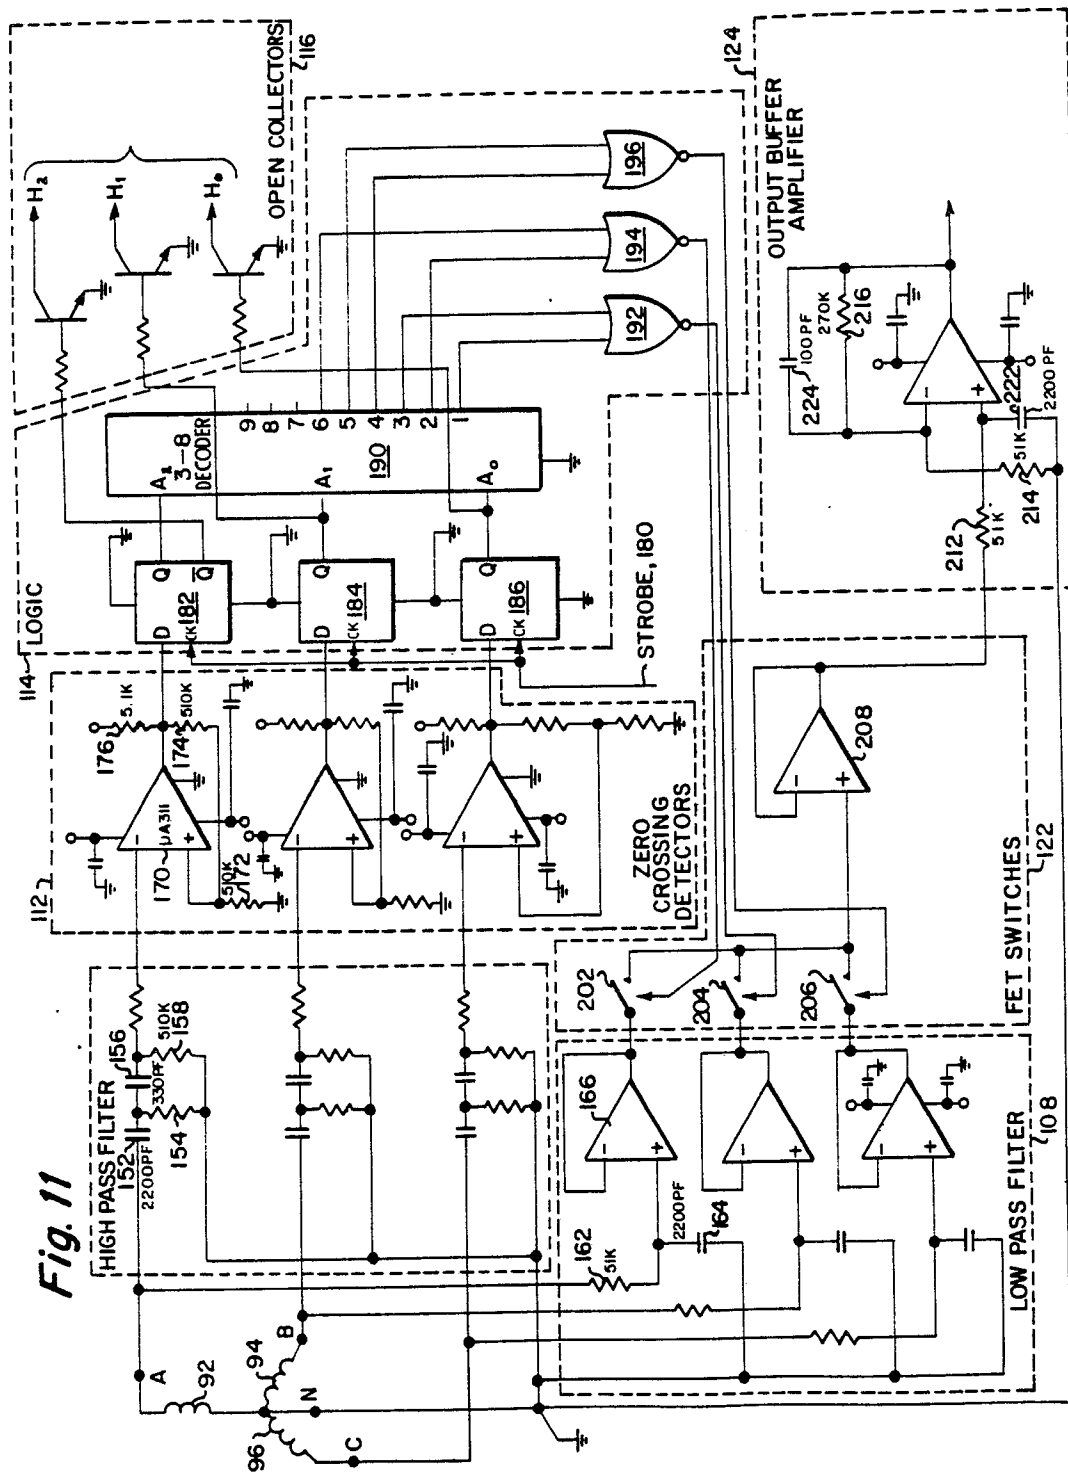 Fig. 11
HIGH PASS FILTER
152
2200PF
154
156
330PF
510K
158
A
92
94
B
96
N
C
112
170
μA311
-
+
176
5.1K
174
510K
510K
172
-
+
-
+
ZERO
CROSSING
DETECTORS
114
LOGIC
D
Q
CK
182
Q
D
Q
CK
184
D
Q
CK
186
STROBE, 180
A2
3-8
DECODER
190
A1
A0
9
8
7
6
5
4
3
2
1
H2
H1
H0
OPEN COLLECTORS
116
192
194
196
162
51K
2200PF
164
166
-
+
-
+
-
+
LOW PASS FILTER
108
202
204
206
-
+
208
FET SWITCHES
122
OUTPUT BUFFER
AMPLIFIER
124
224
100PF
270K
216
-
+
212
51K
214
51K
222
2200PF